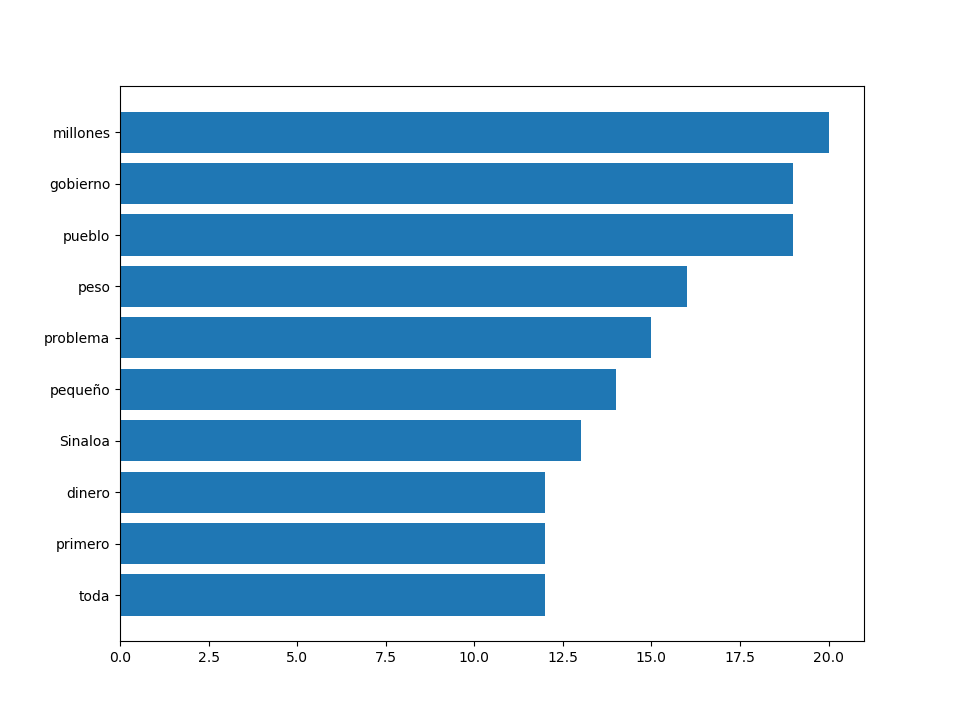 millones
gobierno
pueblo
peso
problema
pequeño
Sinaloa
dinero
primero
toda
0.0 2.5 5.0 7.5 10.0 12.5 15.0 17.5 20.0